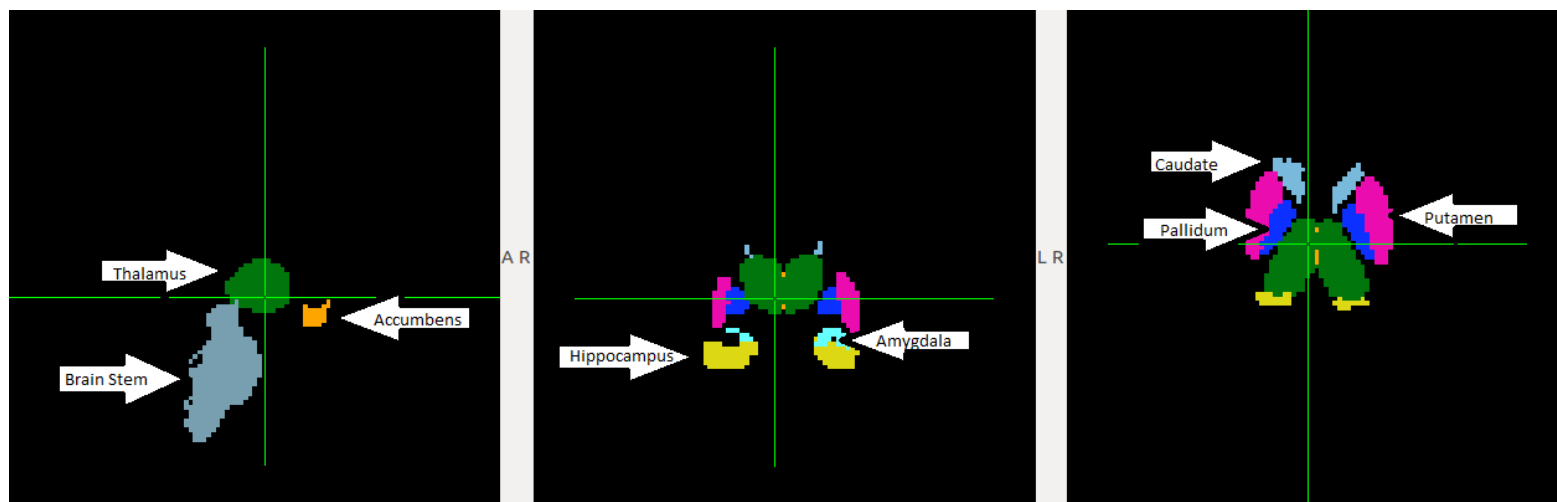 Thalamus
Accumbens
Brain Stem
A R
Hippocampus
Amygdala
L R
Caudate
Pallidum
Putamen